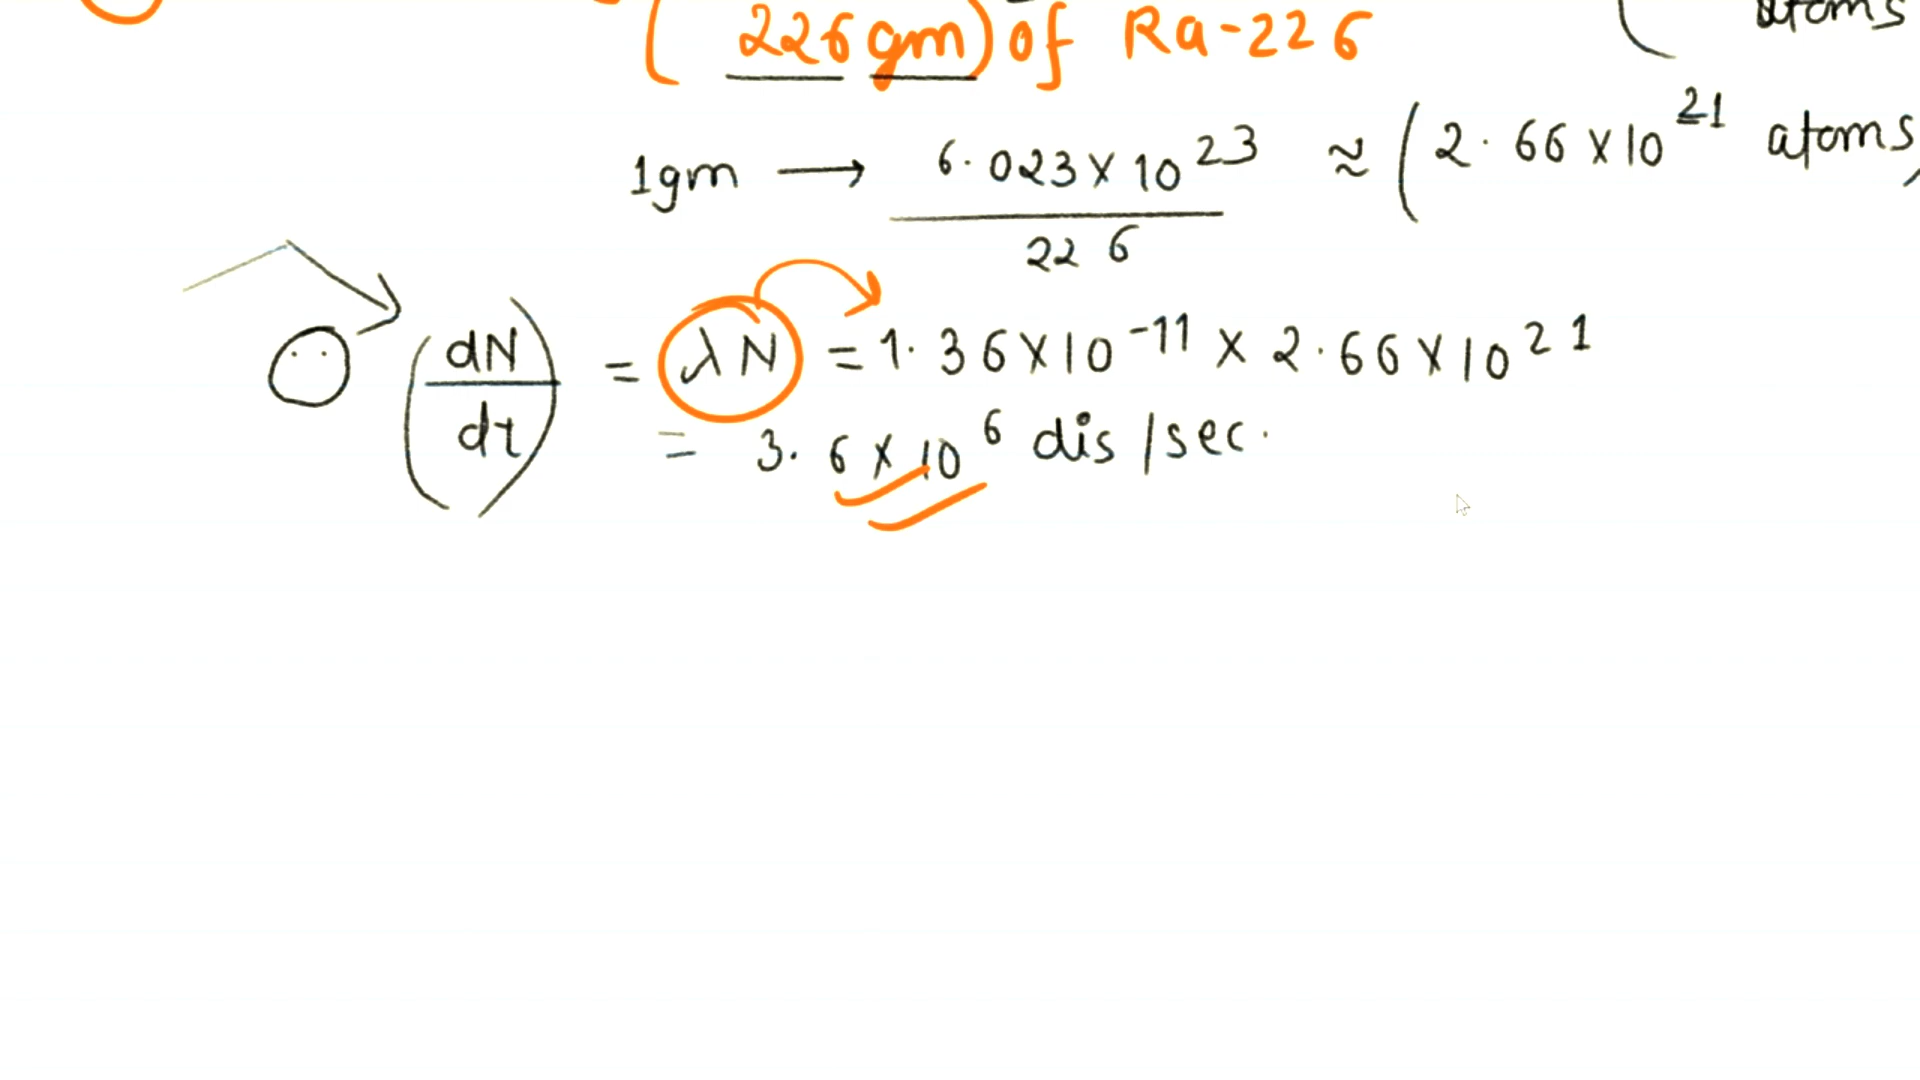 (226 gm) of Ra-226
atoms
1gm → 6.023×10^23 / 226 ≈ (2.66×10^21 atoms
(dN/dt) = λN = 1.36×10^-11 × 2.66×10^21
= 3.6×10^6 dis/sec.